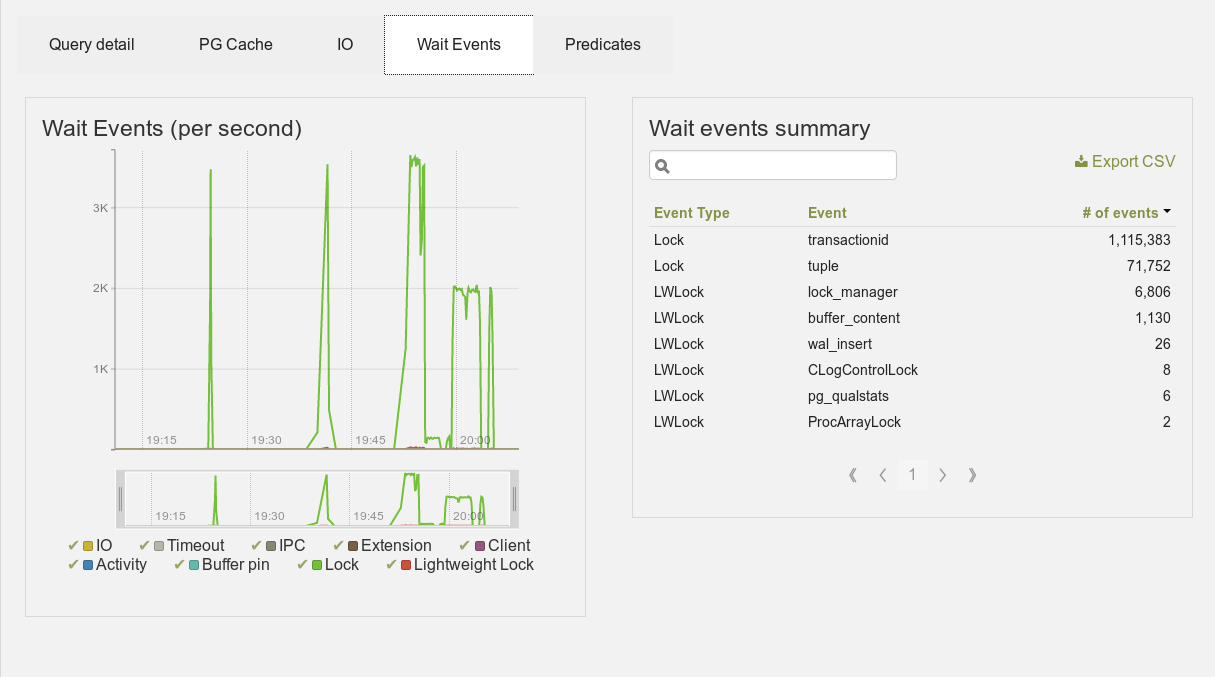 Query detail PG Cache IO Wait Events Predicates
Wait Events (per second)
3K
2K
1K
19:15 19:30 19:45 20:00
19:15 19:30 19:45 20:00
IO Timeout IPC Extension Client
Activity Buffer pin Lock Lightweight Lock
Wait events summary
Export CSV
Event Type Event # of events
Lock transactionid 1,115,383
Lock tuple 71,752
LWLock lock_manager 6,806
LWLock buffer_content 1,130
LWLock wal_insert 26
LWLock CLogControlLock 8
LWLock pg_qualstats 6
LWLock ProcArrayLock 2
《 〈 1 〉 》